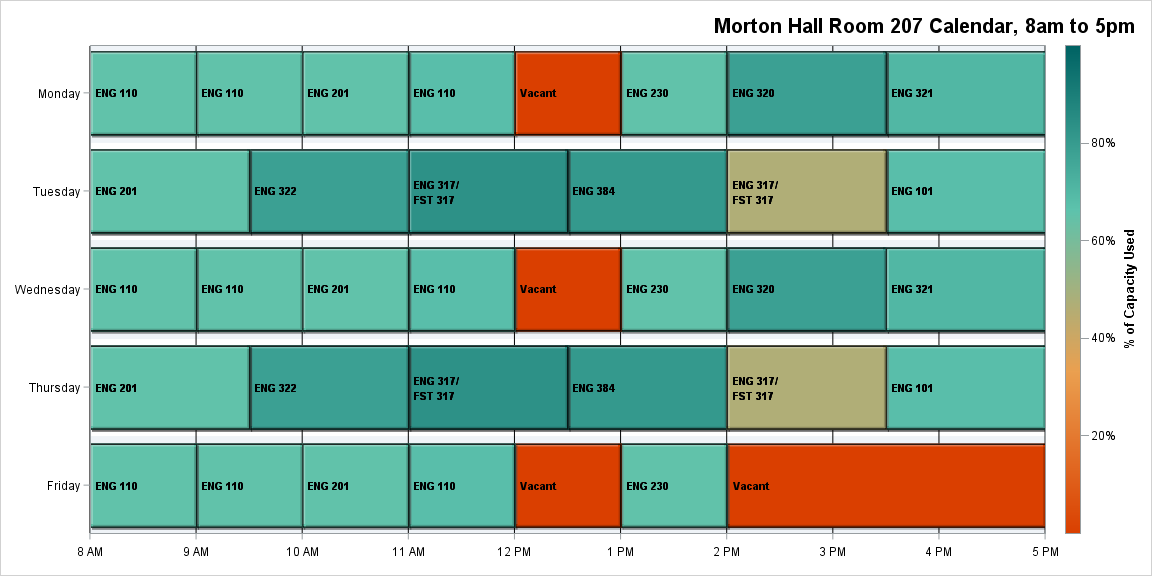 Morton Hall Room 207 Calendar, 8am to 5pm
Monday
ENG 110
ENG 110
ENG 201
ENG 110
Vacant
ENG 230
ENG 320
ENG 321
Tuesday
ENG 201
ENG 322
ENG 317/
FST 317
ENG 384
ENG 317/
FST 317
ENG 101
Wednesday
ENG 110
ENG 110
ENG 201
ENG 110
Vacant
ENG 230
ENG 320
ENG 321
Thursday
ENG 201
ENG 322
ENG 317/
FST 317
ENG 384
ENG 317/
FST 317
ENG 101
Friday
ENG 110
ENG 110
ENG 201
ENG 110
Vacant
ENG 230
Vacant
8 AM
9 AM
10 AM
11 AM
12 PM
1 PM
2 PM
3 PM
4 PM
5 PM
80%
60%
40%
20%
% of Capacity Used